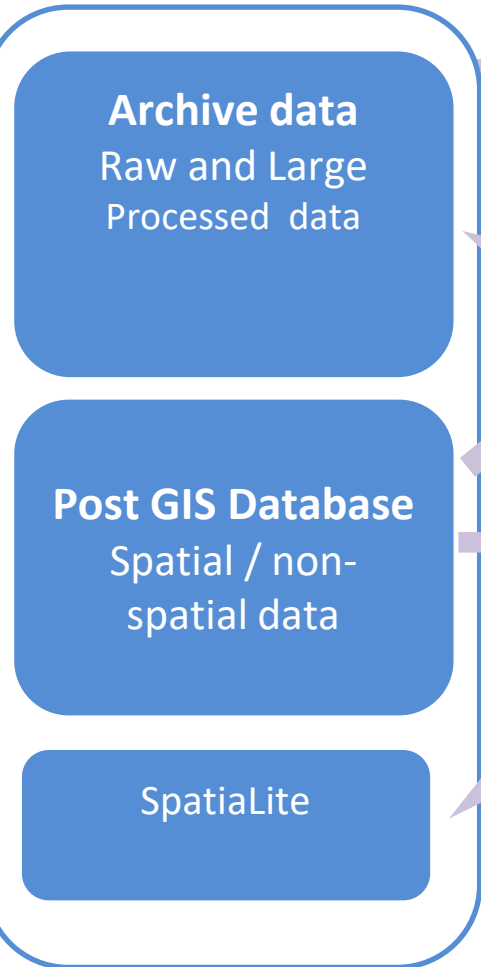 Archive data
Raw and Large
Processed data
Post GIS Database
Spatial / non-
spatial data
SpatiaLite